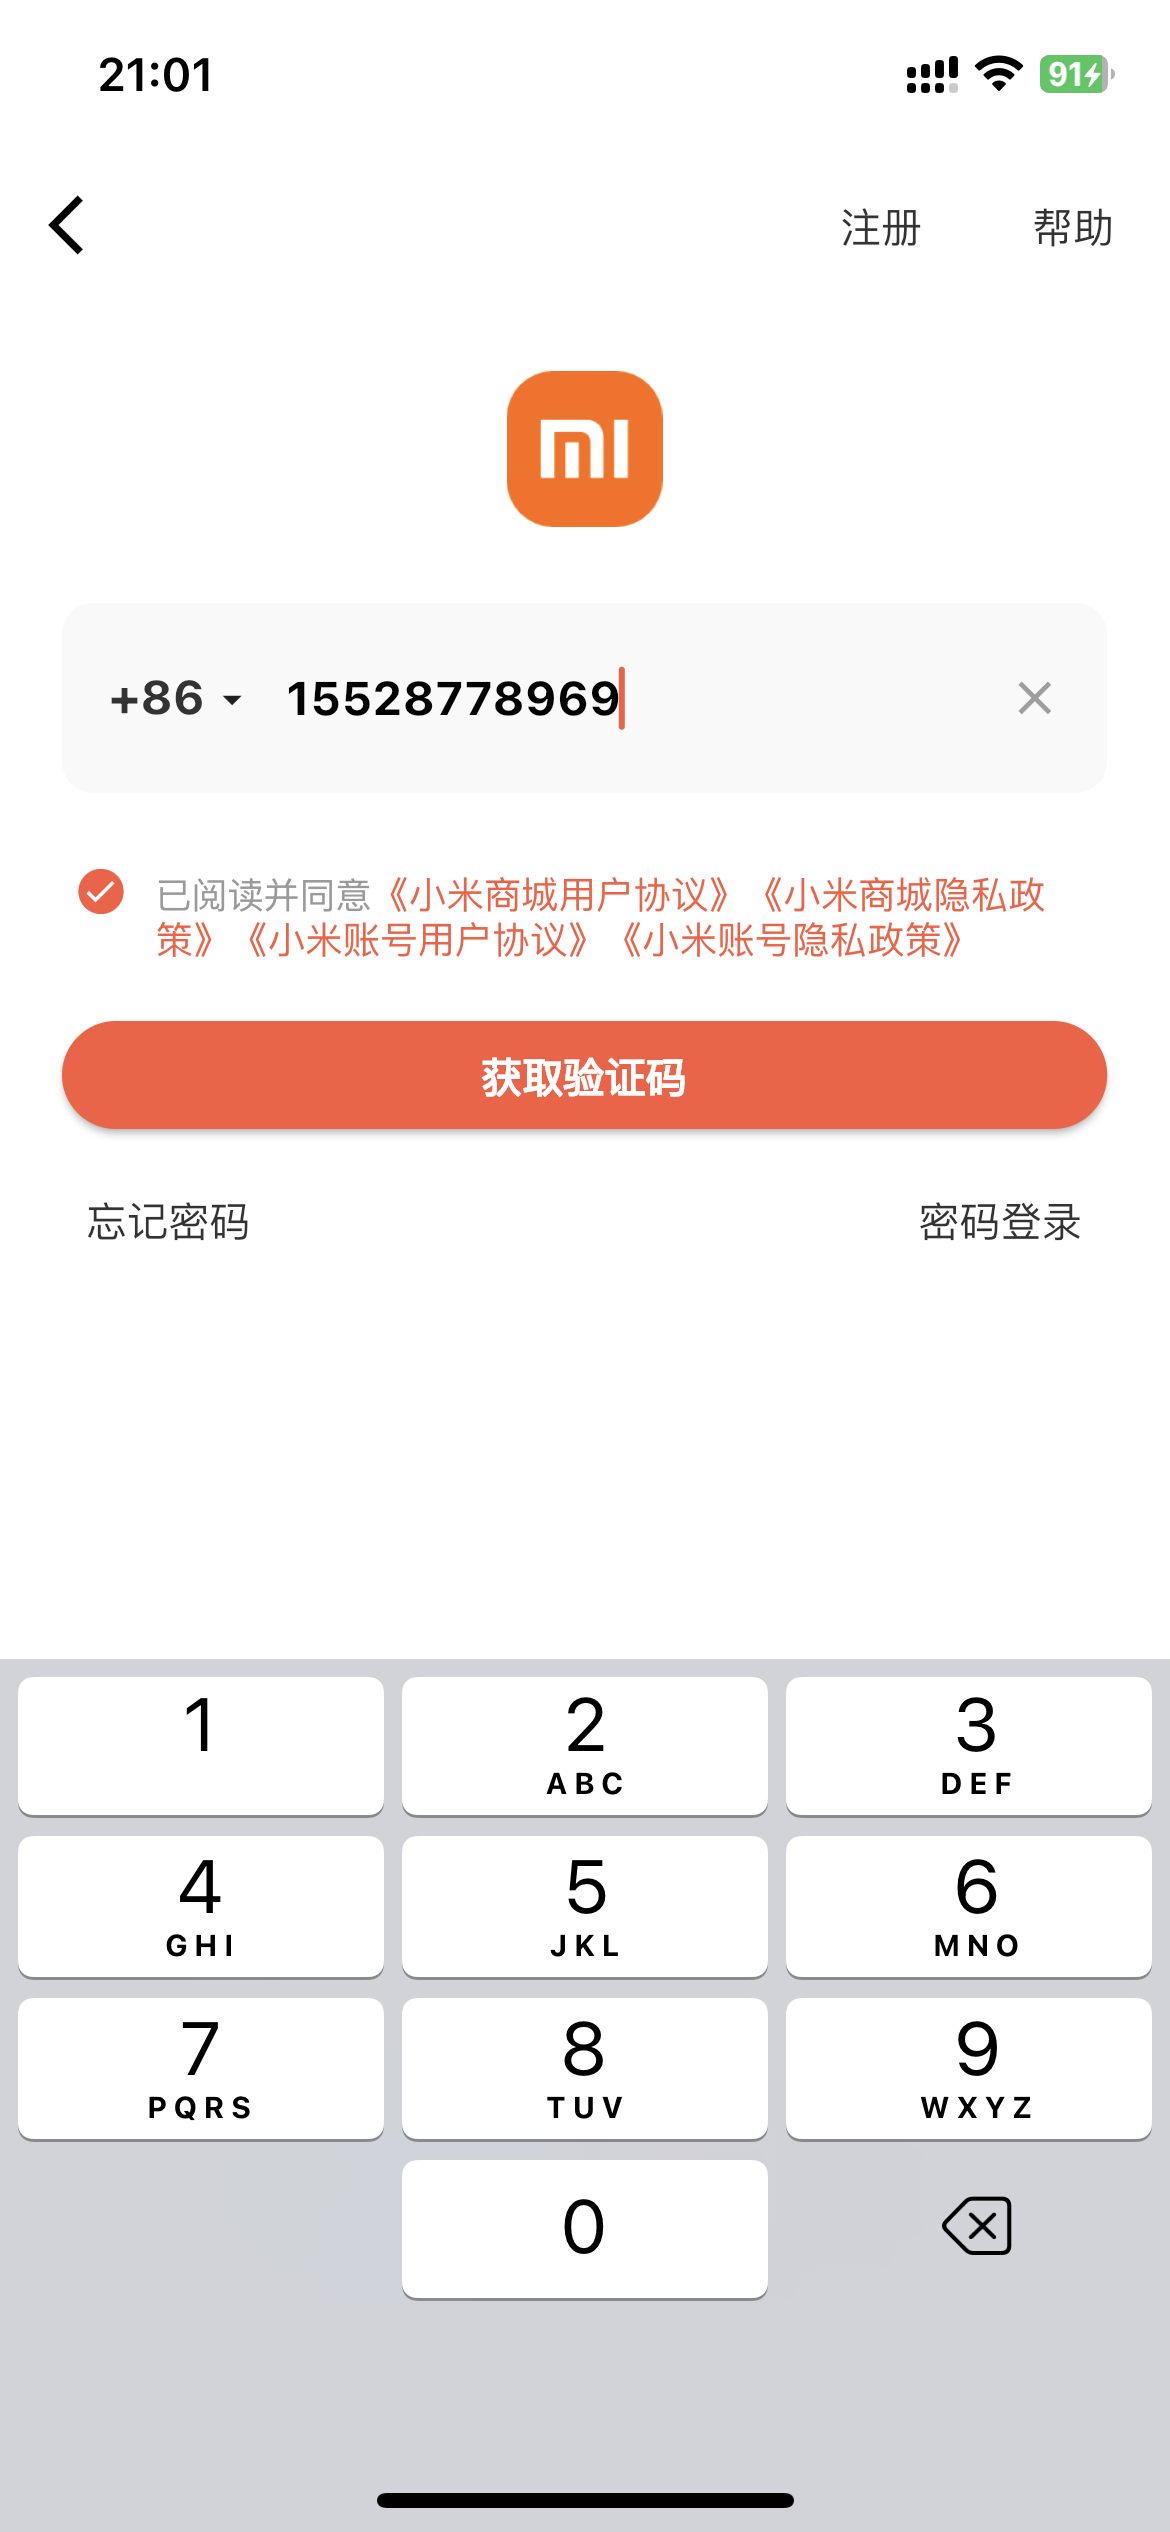 21:01
91
注册 帮助
mi
+86 15528778969
已阅读并同意《小米商城用户协议》《小米商城隐私政
策》《小米账号用户协议》《小米账号隐私政策》
获取验证码
忘记密码 密码登录
1 2 3
ABC DEF
4 5 6
GHI JKL MNO
7 8 9
PQRS TUV WXYZ
0